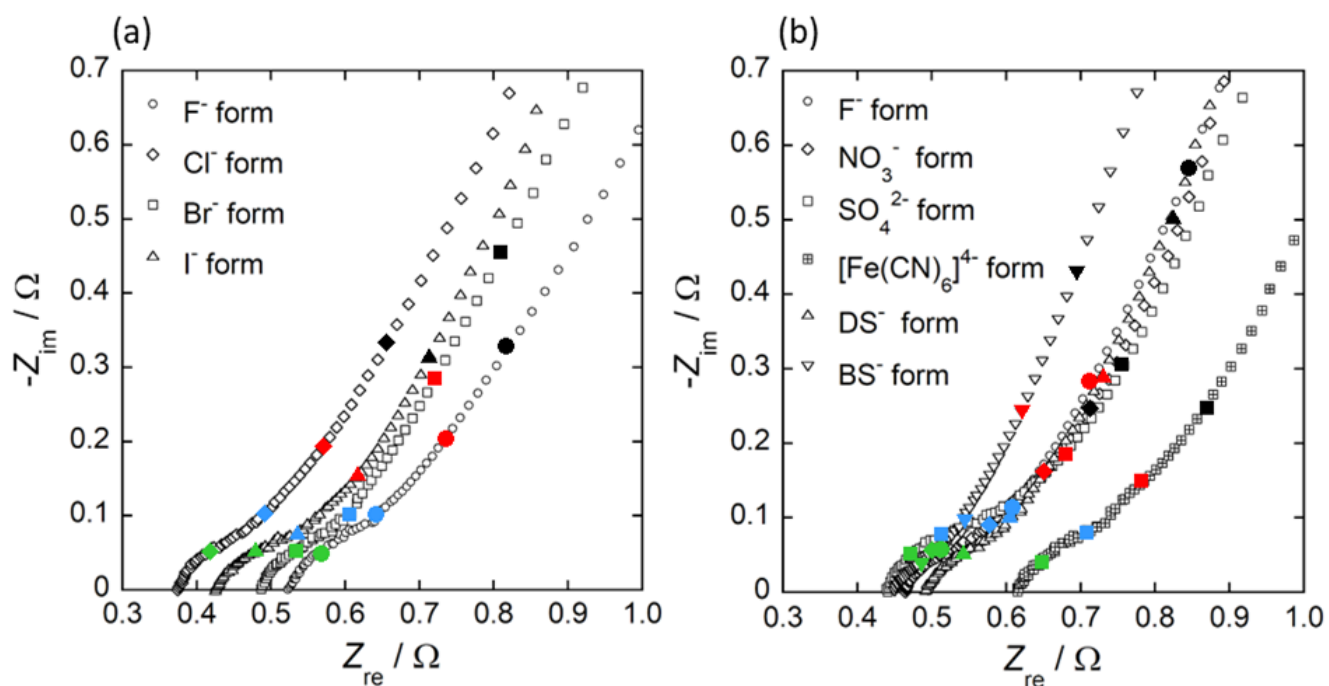 (a)
0.7
0.6
0.5
0.4
0.3
0.2
0.1
0
-Z_im / Ω
F⁻ form
Cl⁻ form
Br⁻ form
I⁻ form
0.3 0.4 0.5 0.6 0.7 0.8 0.9 1.0
Z_re / Ω
(b)
0.7
0.6
0.5
0.4
0.3
0.2
0.1
0
-Z_im / Ω
F⁻ form
NO₃⁻ form
SO₄²⁻ form
[Fe(CN)₆]⁴⁻ form
DS⁻ form
BS⁻ form
0.3 0.4 0.5 0.6 0.7 0.8 0.9 1.0
Z_re / Ω